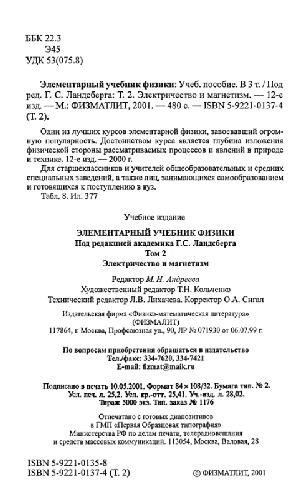 ББК 22.3
Э45
УДК 53(075.8)
Элементарный учебник физики: Учеб. пособие. В 3 т. / Под
ред. Г. С. Ландсберга: Т. 2. Электричество и магнетизм. — 12-е
изд. — М.: ФИЗМАТЛИТ, 2001. — 480 с. — ISBN 5-9221-0137-4
(Т. 2).
Один из лучших курсов элементарной физики, завоевавший огром-
ную популярность. Достоинством курса является глубина изложения
физической стороны рассматриваемых процессов и явлений в природе
и технике. 12-е изд. — 2000 г.
Для старшеклассников и учителей общеобразовательных и средних
специальных заведений, а также лиц, занимающихся самообразованием
и готовящихся к поступлению в вуз.
Табл. 8. Ил. 377
Учебное издание
ЭЛЕМЕНТАРНЫЙ УЧЕБНИК ФИЗИКИ
Под редакцией академика Г.С. Ландсберга
Том 2
Электричество и магнетизм
Редактор М.Н. Андреева
Художественный редактор Т.Н. Кольченко
Технический редактор Л.В. Лихачева. Корректор О.А. Сигал
Издательская фирма «Физико-математическая литература»
(ФИЗМАТЛИТ)
117864, г. Москва, Профсоюзная ул., 90, ЛР № 071930 от 06.07.99 г.
По вопросам приобретения обращаться в издательство
Тел./факс: 334-7620, 334-7421
E-mail: fizmat@maik.ru
Подписано в печать 10.05.2001. Формат 84×108/32. Бумага тип. № 2.
Усл. печ. л. 25,2. Усл. кр.-отт. 25,41. Уч.-изд. л. 28,02.
Тираж 5000 экз. Тип. заказ № 1176
Отпечатано с готовых диапозитивов
в ГМП «Первая Образцовая типография»
Министерства РФ по делам печати, телерадиовещания
и средств массовых коммуникаций. 113054, Москва, Валовая, 28
ISBN 5-9221-0135-8
ISBN 5-9221-0137-4 (Т. 2)
© ФИЗМАТЛИТ, 2001